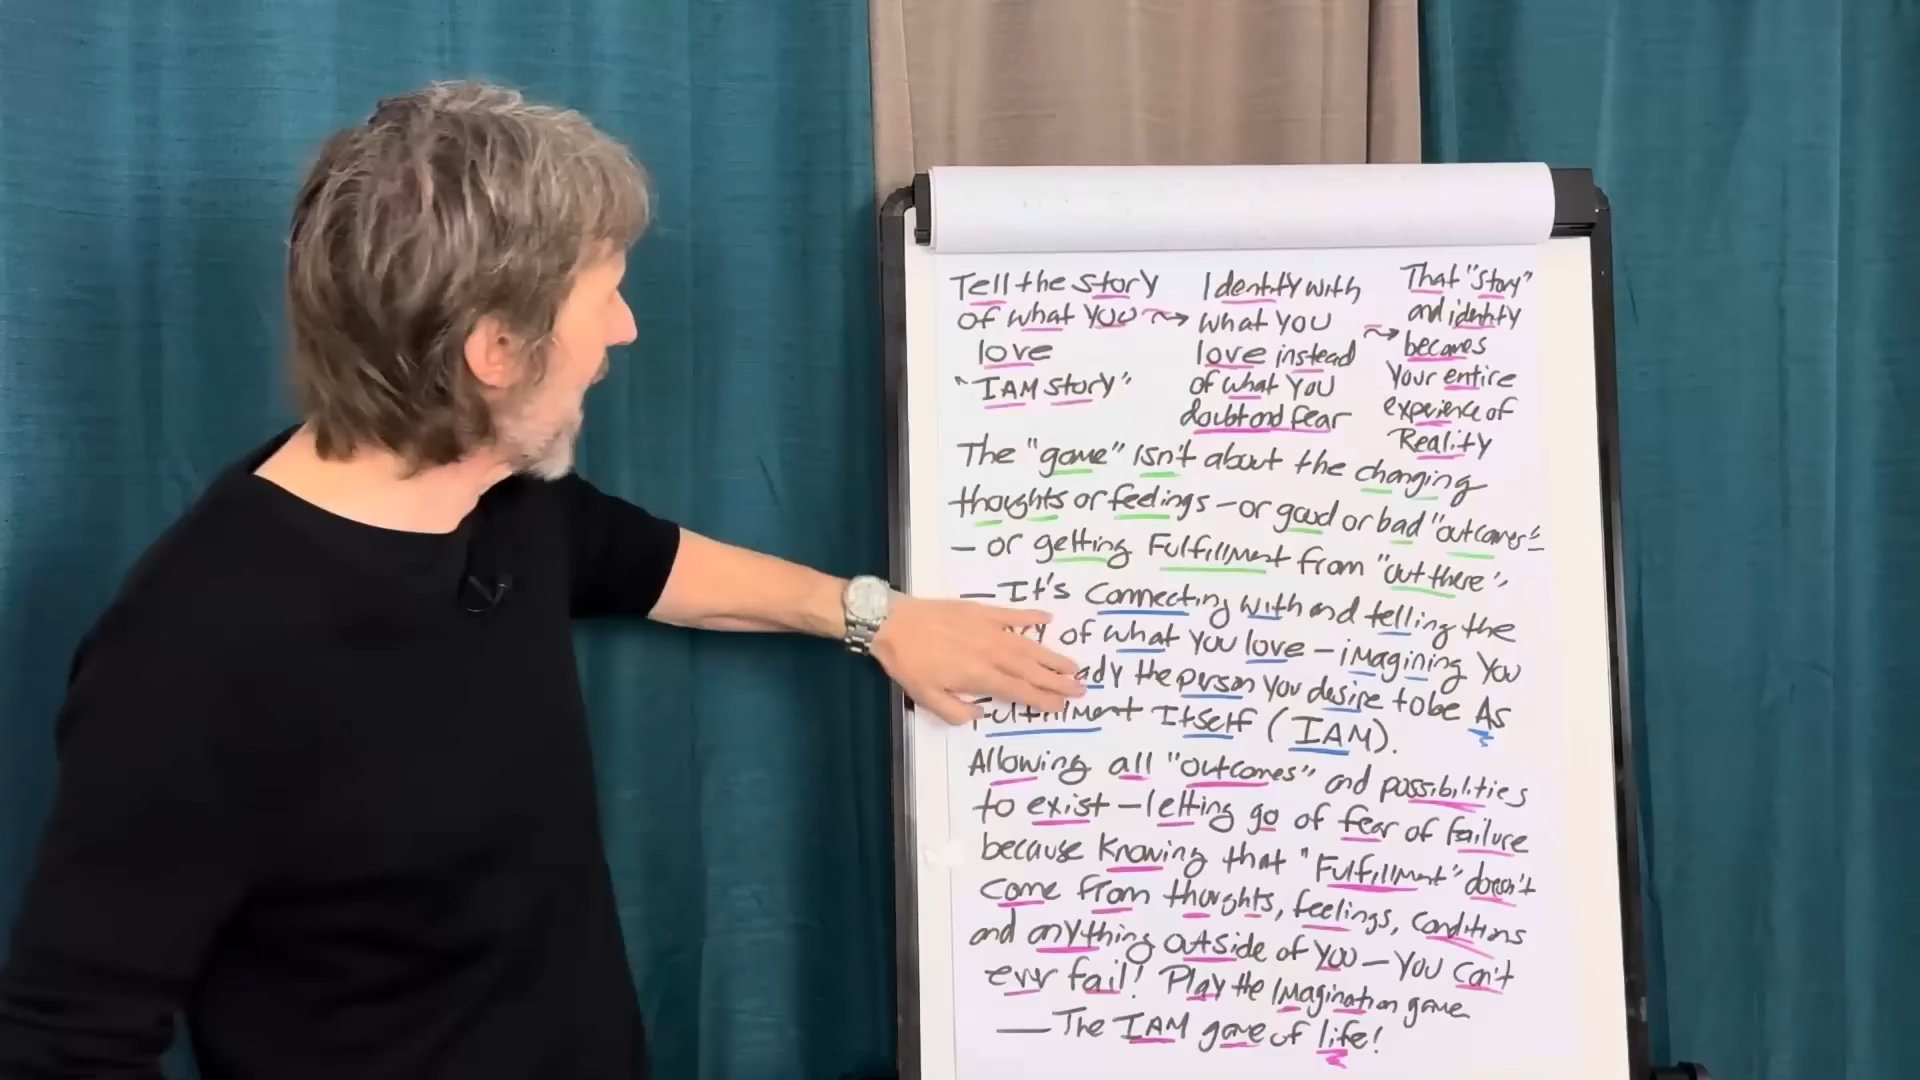 Tell the story
of what you
love
"IAM story"
Identity with
what you
love instead
of what you
doubt and fear
That "story"
and identity
becomes
your entire
experience of
Reality
The "game" isn't about the changing
thoughts or feelings – or good or bad "outcomes"
– or getting Fulfillment from "out there",
— It's connecting with and telling the
of what you love – imagining you
the person you desire to be As
Fulfillment Itself (IAM).
Allowing all "outcomes" and possibilities
to exist – letting go of fear of failure
because knowing that "Fulfillment" doesn't
come from thoughts, feelings, conditions
and anything outside of you – you can't
ever fail! Play the imagination game
— The IAM game of life!